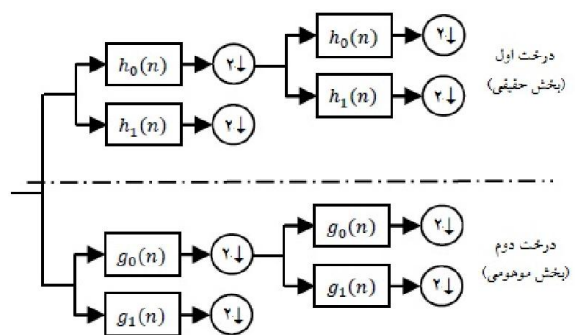 h₀(n) ۲↓ h₀(n) ۲↓
h₁(n) ۲↓ h₁(n) ۲↓
درخت اول
(بخش حقیقی)
g₀(n) ۲↓ g₀(n) ۲↓
g₁(n) ۲↓ g₁(n) ۲↓
درخت دوم
(بخش موهومی)